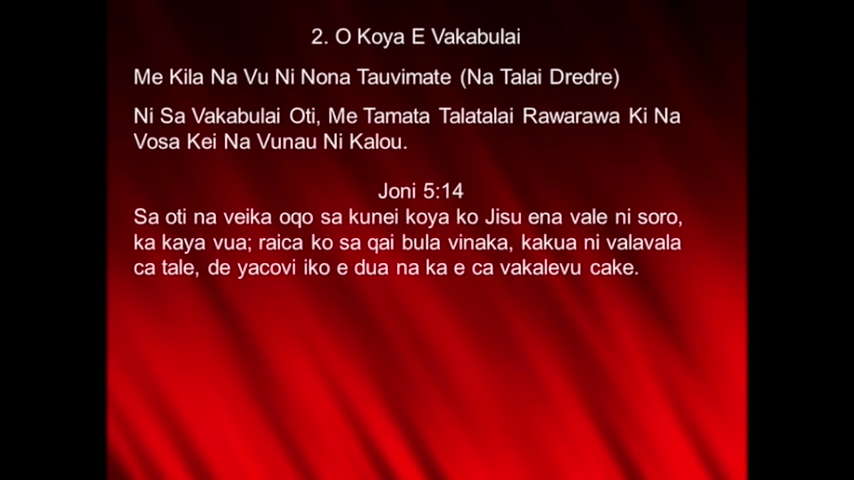 2. O Koya E Vakabulai
Me Kila Na Vu Ni Nona Tauvimate (Na Talai Dredre)
Ni Sa Vakabulai Oti, Me Tamata Talatalai Rawarawa Ki Na
Vosa Kei Na Vunau Ni Kalou.
Joni 5:14
Sa oti na veika oqo sa kunei koya ko Jisu ena vale ni soro,
ka kaya vua; raica ko sa qai bula vinaka, kakua ni valavala
ca tale, de yacovi iko e dua na ka e ca vakalevu cake.